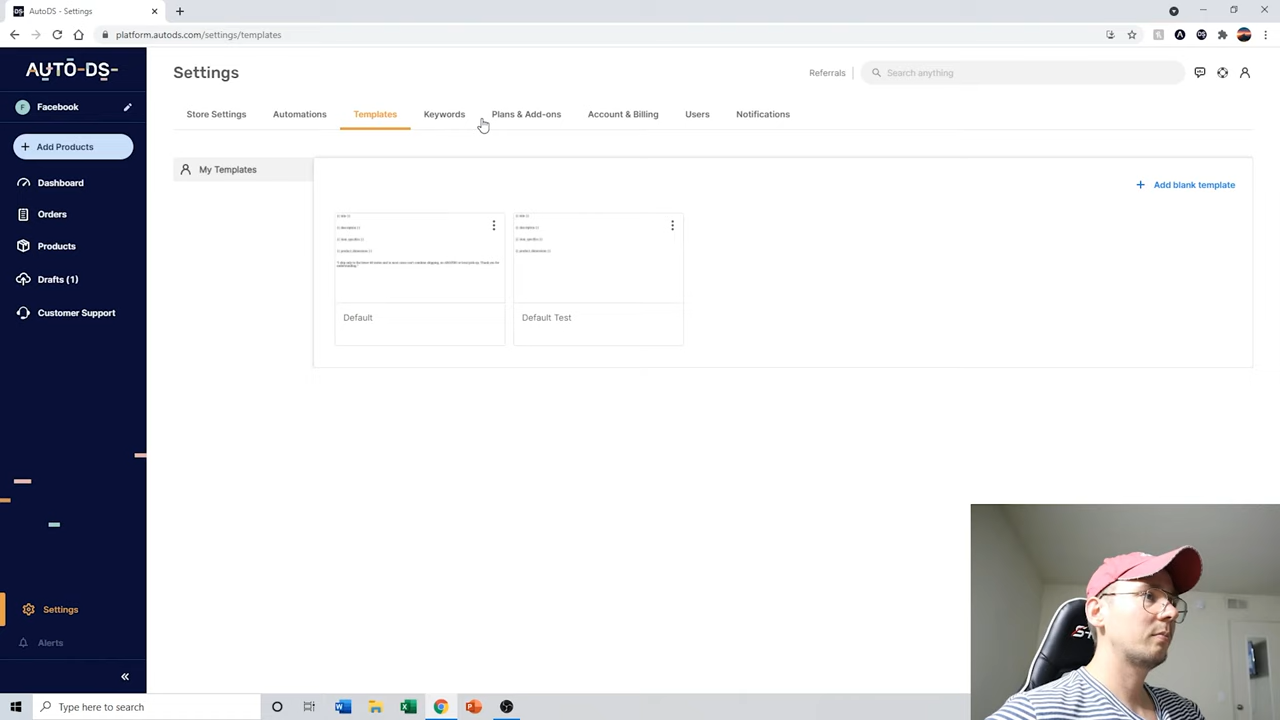 DS AutoDS - Settings
platform.autods.com/settings/templates
AUTO-DS-
Settings
Referrals
Search anything
F Facebook
Store Settings
Automations
Templates
Keywords
Plans & Add-ons
Account & Billing
Users
Notifications
Add Products
My Templates
Add blank template
Dashboard
Orders
Products
Drafts (1)
Customer Support
Default
Default Test
Settings
Alerts
Type here to search